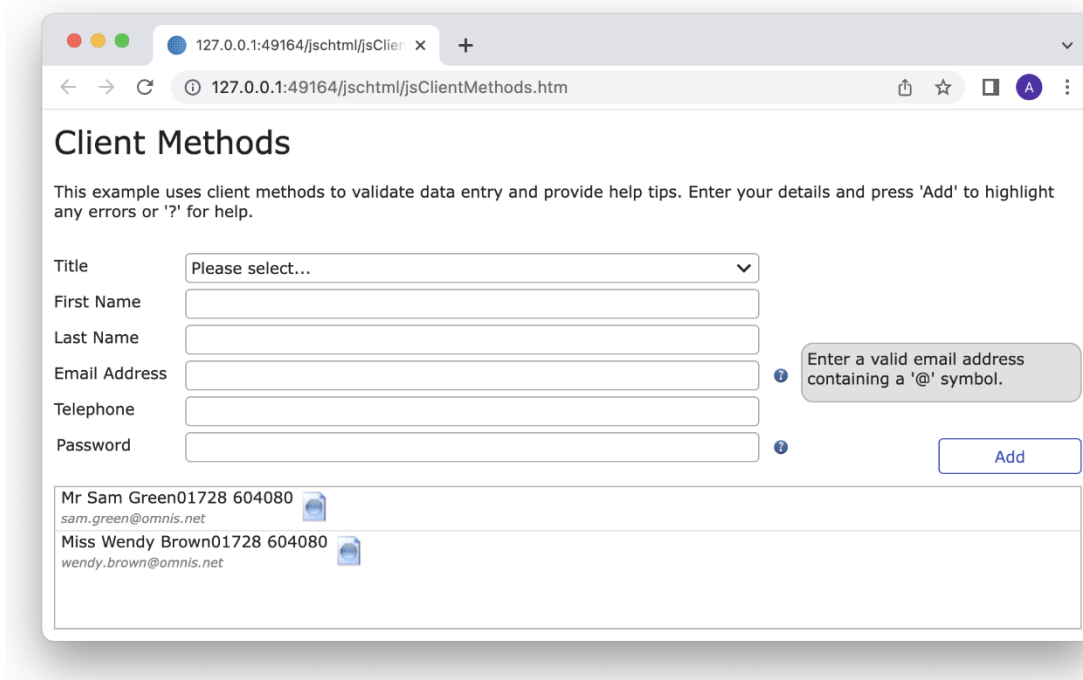 127.0.0.1:49164/jschtml/jsClier
127.0.0.1:49164/jschtml/jsClientMethods.htm
A
Client Methods
This example uses client methods to validate data entry and provide help tips. Enter your details and press 'Add' to highlight
any errors or '?' for help.
Title
Please select...
First Name
Last Name
Email Address
?
Enter a valid email address
containing a '@' symbol.
Telephone
Password
?
Add
Mr Sam Green01728 604080
sam.green@omnis.net
Miss Wendy Brown01728 604080
wendy.brown@omnis.net